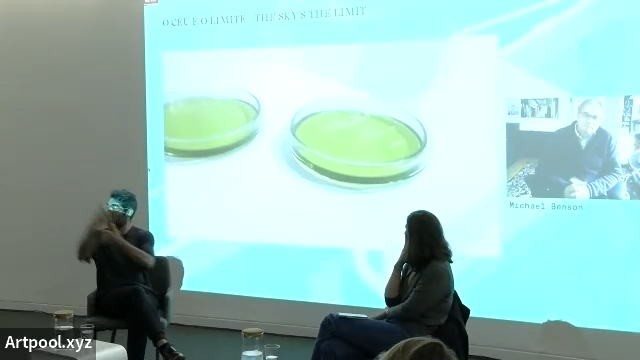 O CÉU É O LIMITE THE SKY'S THE LIMIT
Michael Benson
Artpool.xyz